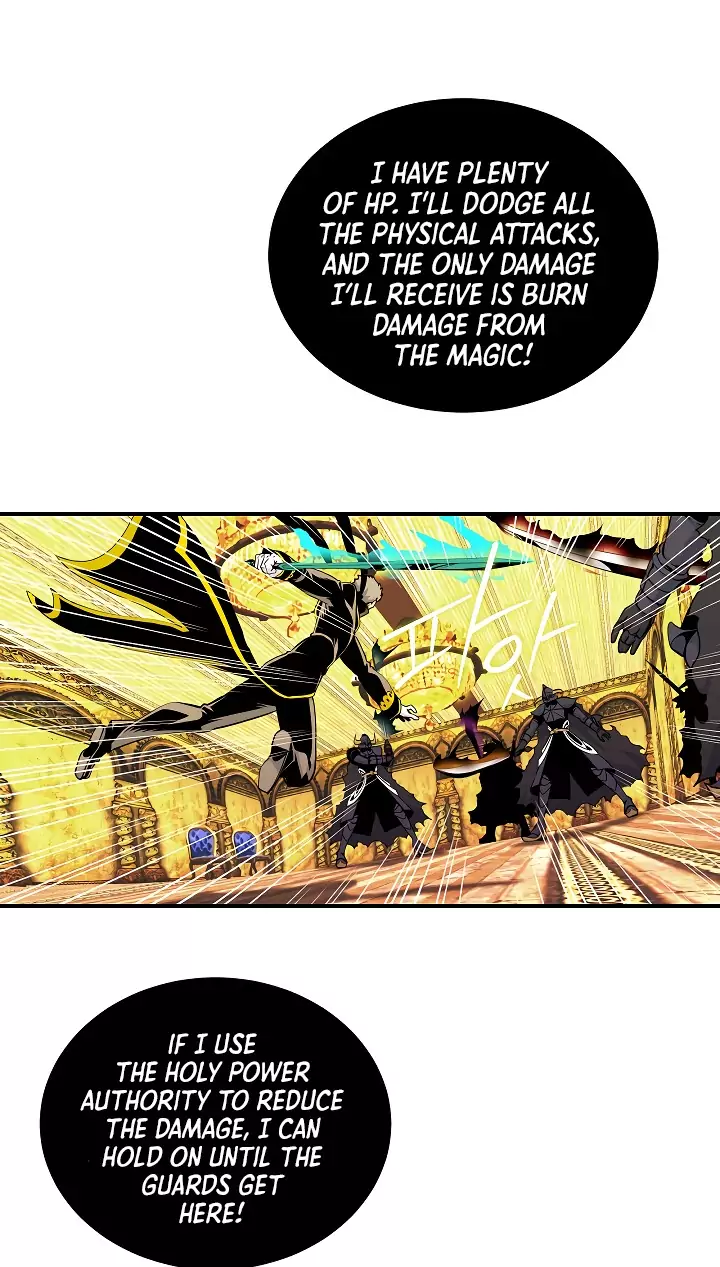 I HAVE PLENTY
OF HP. I'LL DODGE ALL
THE PHYSICAL ATTACKS,
AND THE ONLY DAMAGE
I'LL RECEIVE IS BURN
DAMAGE FROM
THE MAGIC!
파앗
IF I USE
THE HOLY POWER
AUTHORITY TO REDUCE
THE DAMAGE, I CAN
HOLD ON UNTIL THE
GUARDS GET
HERE!